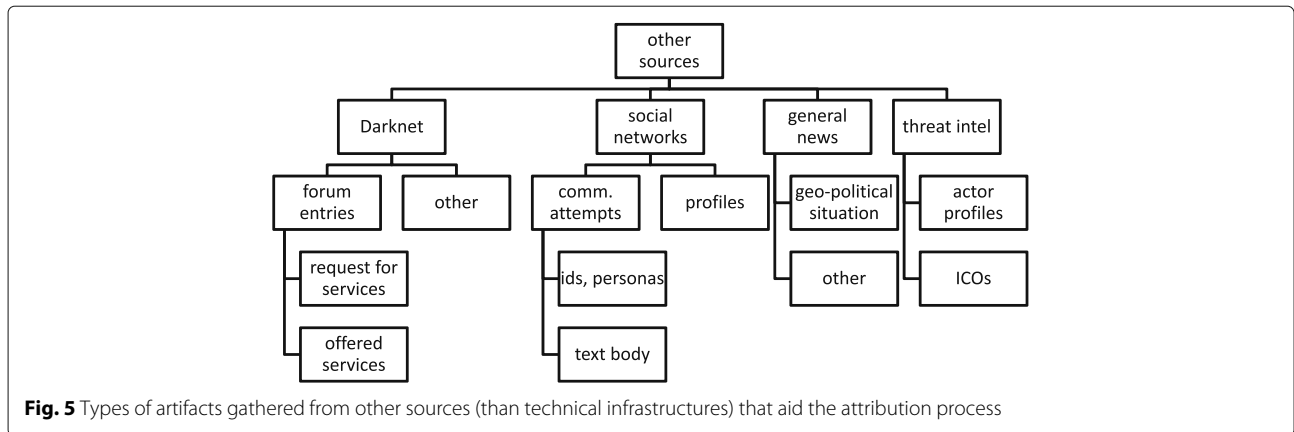 other
sources
Darknet
social
networks
general
news
threat intel
forum
entries
other
comm.
attempts
profiles
geo-political
situation
actor
profiles
request for
services
ids, personas
other
ICOs
offered
services
text body
Fig. 5 Types of artifacts gathered from other sources (than technical infrastructures) that aid the attribution process